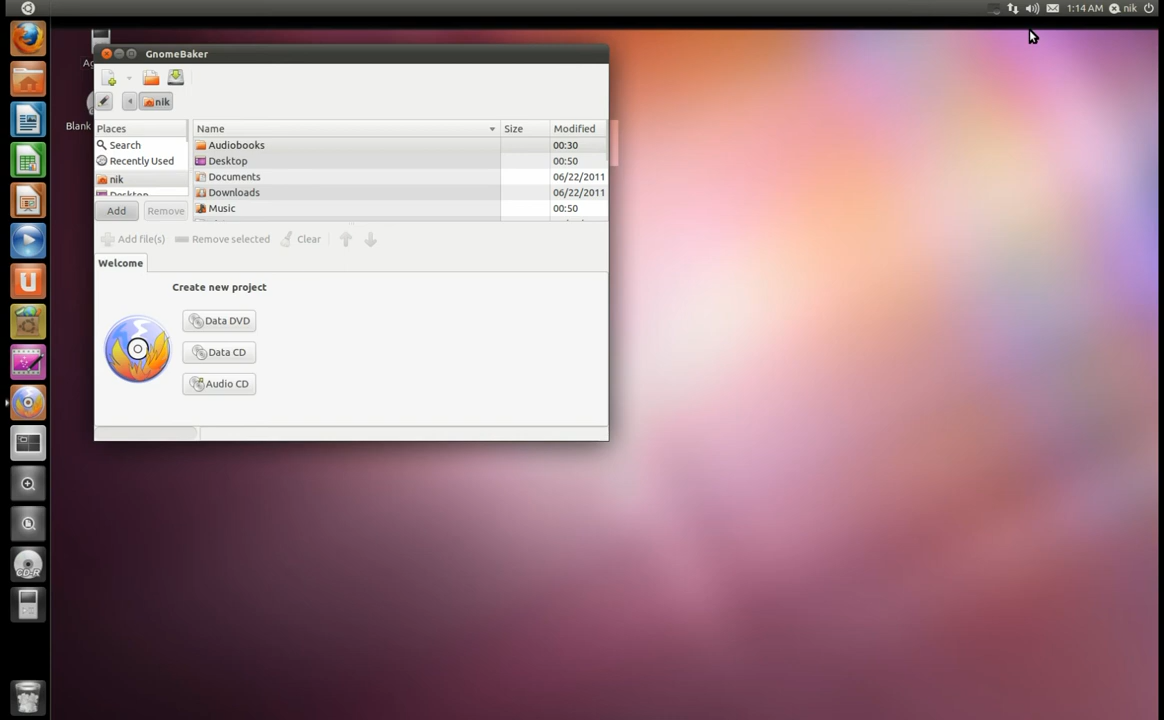 1:14 AM nik
GnomeBaker
nik
Places
Name Size Modified
Search
Recently Used
nik
Desktop
Audiobooks 00:30
Desktop 00:50
Documents 06/22/2011
Downloads 06/22/2011
Music 00:50
Add Remove
Add file(s) Remove selected Clear
Welcome
Create new project
Data DVD
Data CD
Audio CD
Blank
CD-R